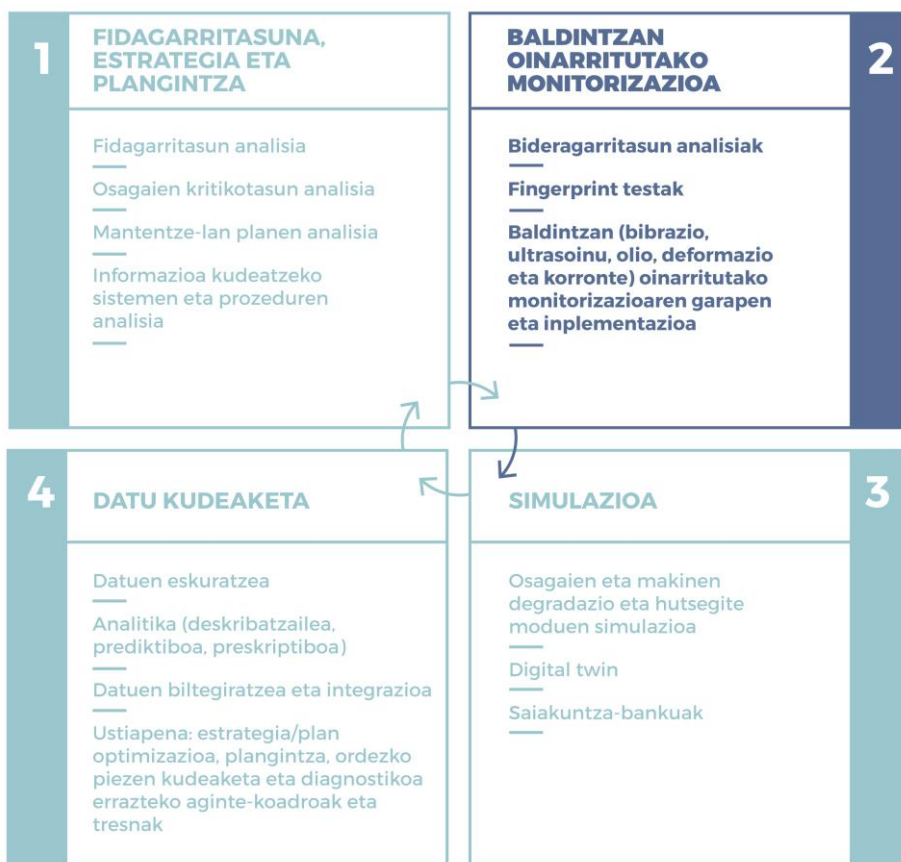 1
FIDAGARRITASUNA,
ESTRATEGIA ETA
PLANGINTZA
Fidagarritasun analisia
Osagaien kritikotasun analisia
Mantentze-lan planen analisia
Informazioa kudeatzeko
sistemen eta prozeduren
analisia
BALDINTZAN
OINARRITUTAKO
MONITORIZAZIOA
2
Bideragarritasun analisiak
Fingerprint testak
Baldintzan (bibrazio,
ultrasoinu, olio, deformazio
eta korronte) oinarritutako
monitorizazioaren garapen
eta inplementazioa
4
DATU KUDEAKETA
Datuen eskuratzea
Analitika (deskribatzailea,
prediktiboa, preskriptiboa)
Datuen biltegiratzea eta integrazioa
Ustiapena: estrategia/plan
optimizazioa, plangintza, ordezko
piezen kudeaketa eta diagnostikoa
errazteko aginte-koadroak eta
tresnak
SIMULAZIOA
3
Osagaien eta makinen
degradazio eta hutsegite
moduen simulazioa
Digital twin
Saiakuntza-bankuak